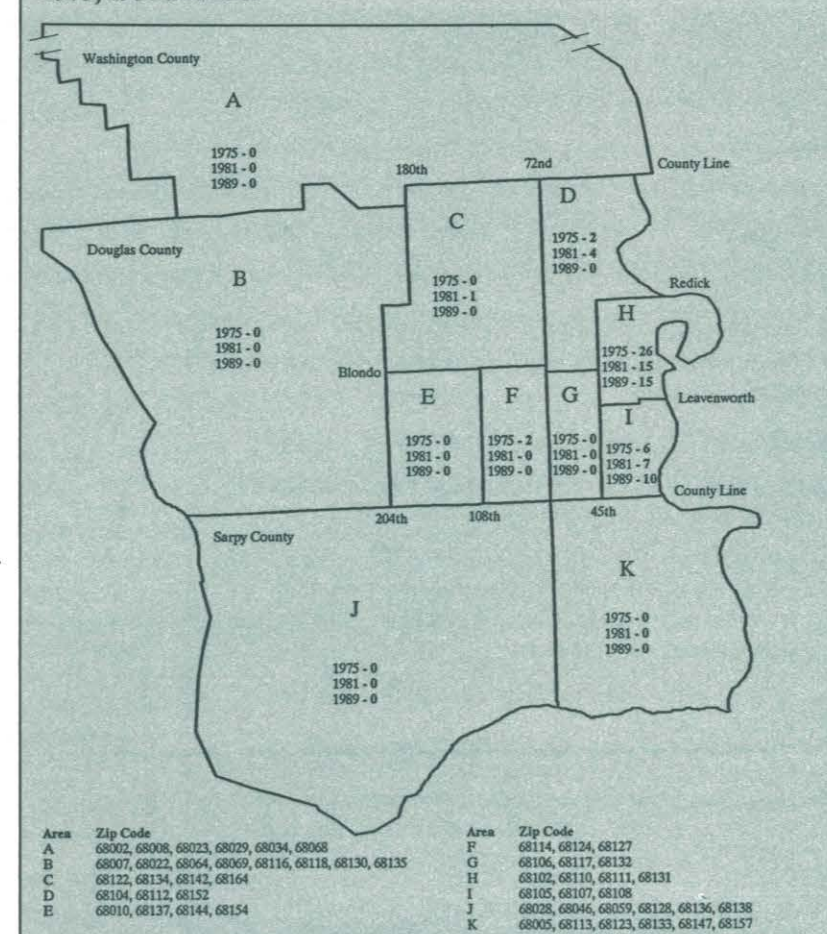 Washington County
A
1975 - 0
1981 - 0
1989 - 0
180th
72nd
County Line
Douglas County
B
1975 - 0
1981 - 0
1989 - 0
C
1975 - 0
1981 - 1
1989 - 0
D
1975 - 2
1981 - 4
1989 - 0
Redick
H
1975 - 26
1981 - 15
1989 - 15
Blondo
E
1975 - 0
1981 - 0
1989 - 0
F
1975 - 2
1981 - 0
1989 - 0
G
1975 - 0
1981 - 0
1989 - 0
Leavenworth
I
1975 - 6
1981 - 7
1989 - 10
County Line
204th
108th
45th
Sarpy County
J
1975 - 0
1981 - 0
1989 - 0
K
1975 - 0
1981 - 0
1989 - 0
Area Zip Code
A 68002, 68008, 68023, 68029, 68034, 68068
B 68007, 68022, 68064, 68069, 68116, 68118, 68130, 68135
C 68122, 68134, 68142, 68164
D 68104, 68112, 68152
E 68010, 68137, 68144, 68154
Area Zip Code
F 68114, 68124, 68127
G 68106, 68117, 68132
H 68102, 68110, 68111, 68131
I 68105, 68107, 68108
J 68028, 68046, 68059, 68128, 68136, 68138
K 68005, 68113, 68123, 68133, 68147, 68157